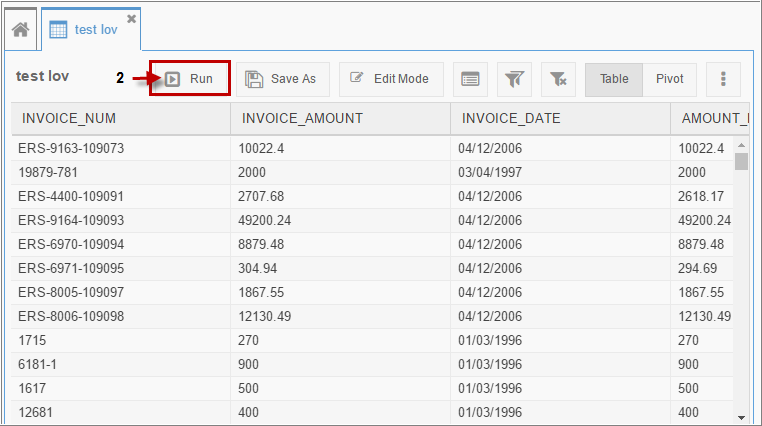 test lov
test lov 2 Run Save As Edit Mode Table Pivot
INVOICE_NUM INVOICE_AMOUNT INVOICE_DATE AMOUNT_
ERS-9163-109073 10022.4 04/12/2006 10022.4
19879-781 2000 03/04/1997 2000
ERS-4400-109091 2707.68 04/12/2006 2618.17
ERS-9164-109093 49200.24 04/12/2006 49200.24
ERS-6970-109094 8879.48 04/12/2006 8879.48
ERS-6971-109095 304.94 04/12/2006 294.69
ERS-8005-109097 1867.55 04/12/2006 1867.55
ERS-8006-109098 12130.49 04/12/2006 12130.49
1715 270 01/03/1996 270
6181-1 900 01/03/1996 900
1617 500 01/03/1996 500
12681 400 01/03/1996 400